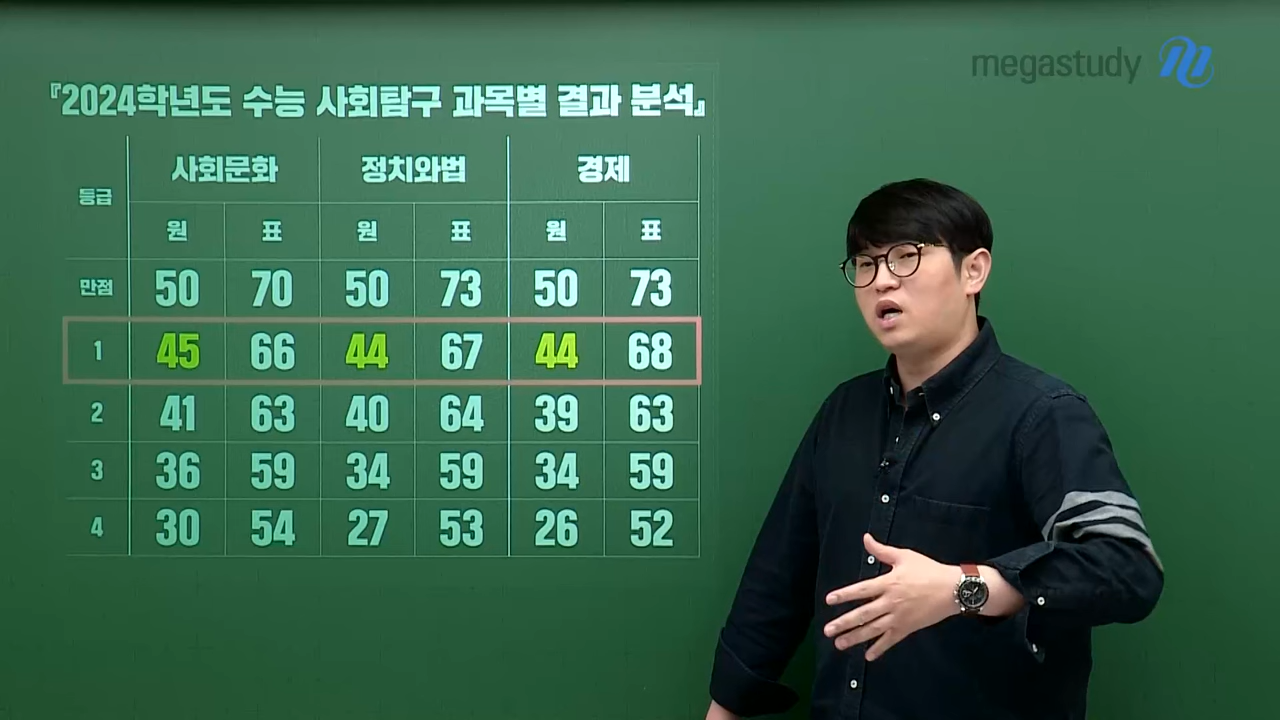 megastudy
『2024학년도 수능 사회탐구 과목별 결과 분석』
등급 사회문화 정치와법 경제
원 표 원 표 원 표
만점 50 70 50 73 50 73
1 45 66 44 67 44 68
2 41 63 40 64 39 63
3 36 59 34 59 34 59
4 30 54 27 53 26 52